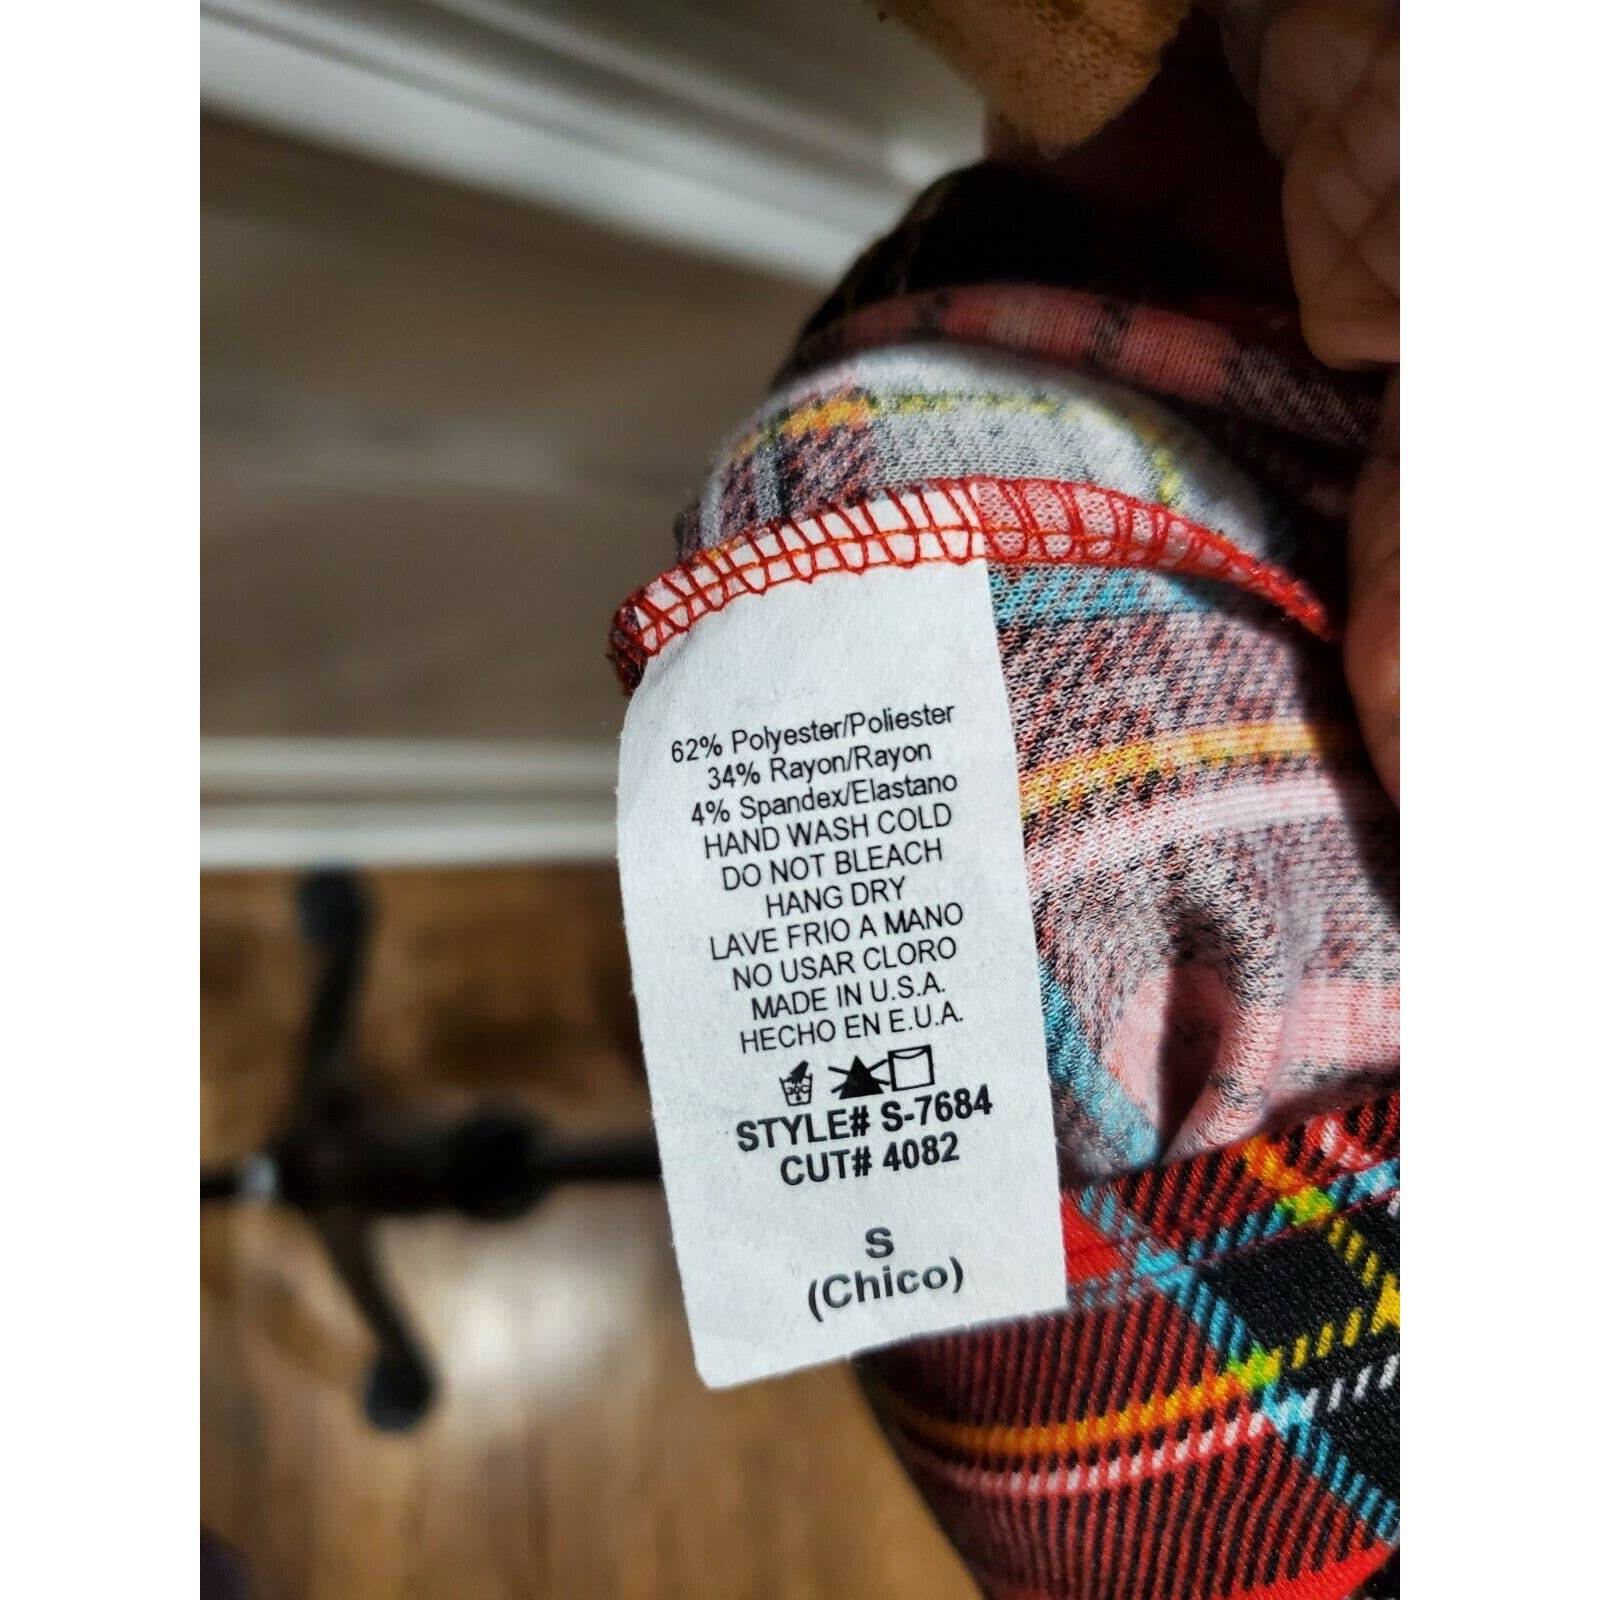 62% Polyester/Poliester
34% Rayon/Rayon
4% Spandex/Elastano
HAND WASH COLD
DO NOT BLEACH
HANG DRY
LAVE FRIO A MANO
NO USAR CLORO
MADE IN U.S.A.
HECHO EN E.U.A.
30C
STYLE# S-7684
CUT# 4082
S
(Chico)